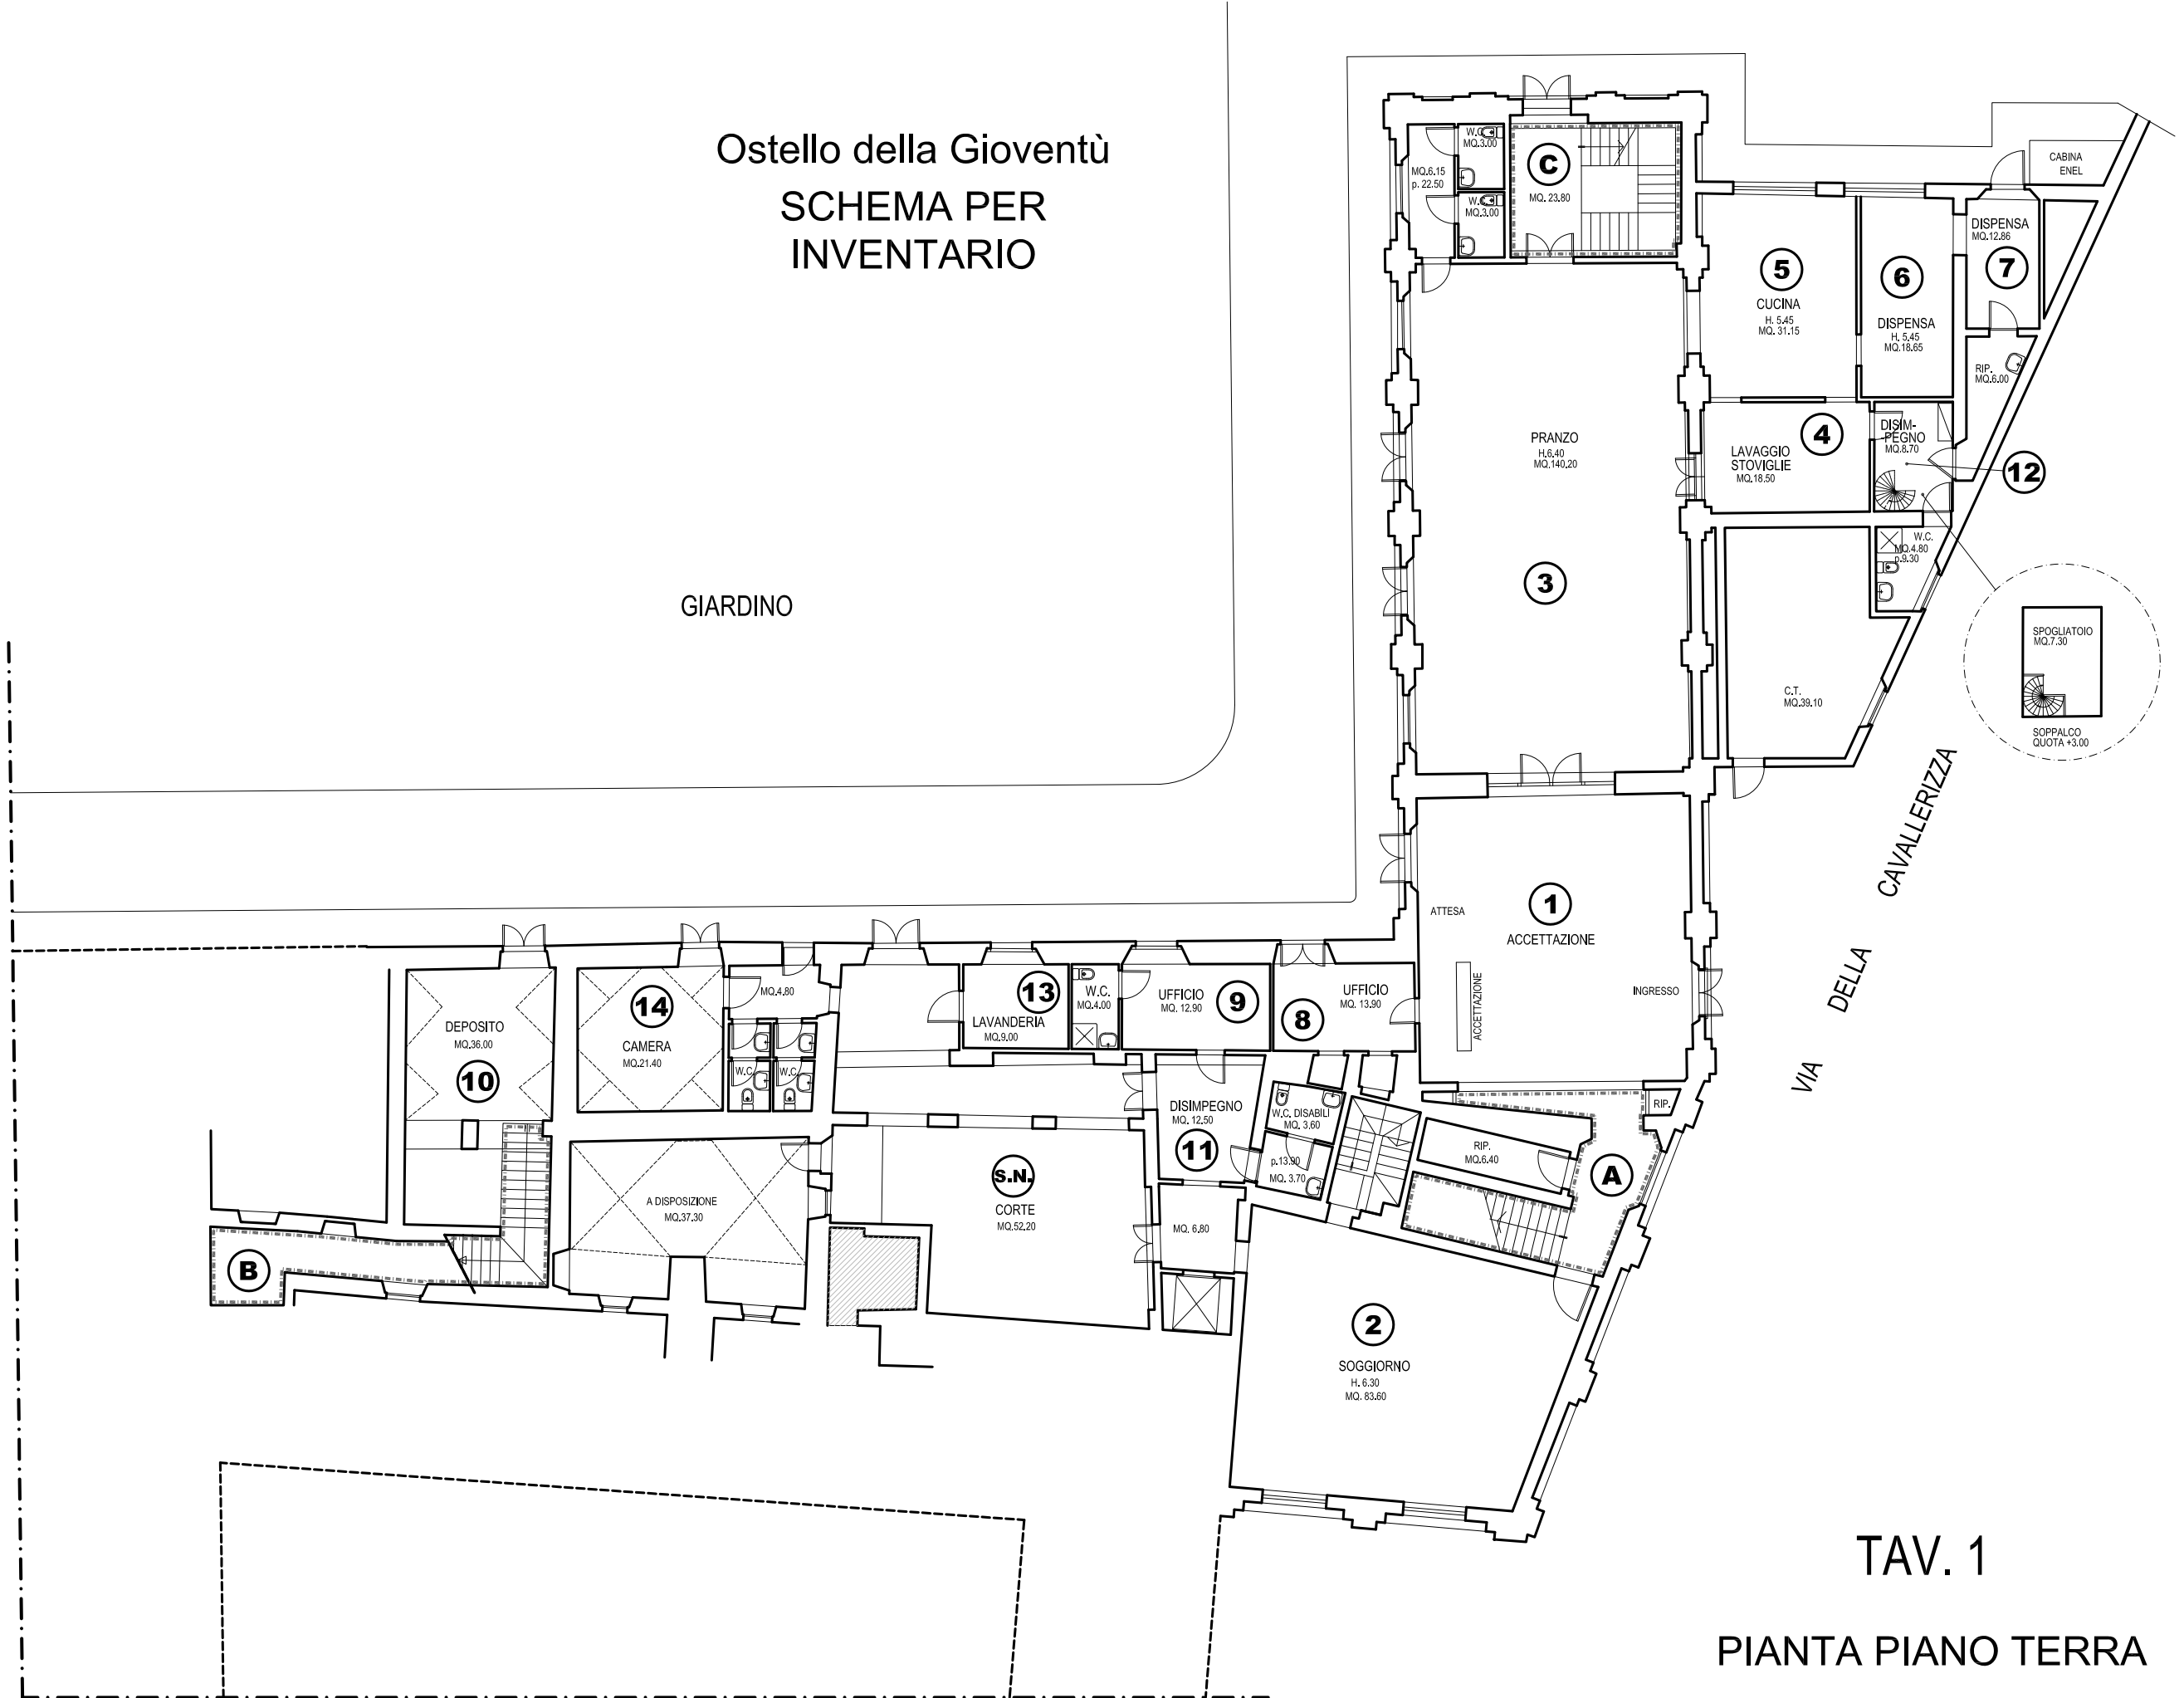 Ostello della Gioventù
SCHEMA PER
INVENTARIO
GIARDINO
W.C.
MQ.3.00
MQ.6.15
p. 22.50
W.C.
MQ.3.00
C
MQ. 23.80
CABINA
ENEL
DISPENSA
MQ.12.86
7
5
CUCINA
H. 5.45
MQ. 31.15
6
DISPENSA
H. 5.45
MQ.18.65
RIP.
MQ.6.00
PRANZO
H.6.40
MQ.140.20
3
4
LAVAGGIO
STOVIGLIE
MQ.18.50
DISIM-
-PEGNO
MQ.8.70
12
W.C.
MQ.4.80
p.9.30
SPOGLIATOIO
MQ.7.30
SOPPALCO
QUOTA +3.00
C.T.
MQ.39.10
VIA DELLA CAVALLERIZZA
1
ATTESA
ACCETTAZIONE
ACCETTAZIONE
INGRESSO
DEPOSITO
MQ.36.00
10
14
CAMERA
MQ.21.40
MQ.4.80
W.C.
W.C.
13
LAVANDERIA
MQ.9.00
W.C.
MQ.4.00
UFFICIO
MQ. 12.90
9
UFFICIO
MQ. 13.90
8
DISIMPEGNO
MQ. 12.50
11
W.C. DISABILI
MQ. 3.60
p.13.90
MQ. 3.70
RIP.
RIP.
MQ.6.40
A
A DISPOSIZIONE
MQ.37.30
S.N.
CORTE
MQ.52.20
MQ. 6.80
B
2
SOGGIORNO
H. 6.30
MQ. 83.60
TAV. 1
PIANTA PIANO TERRA